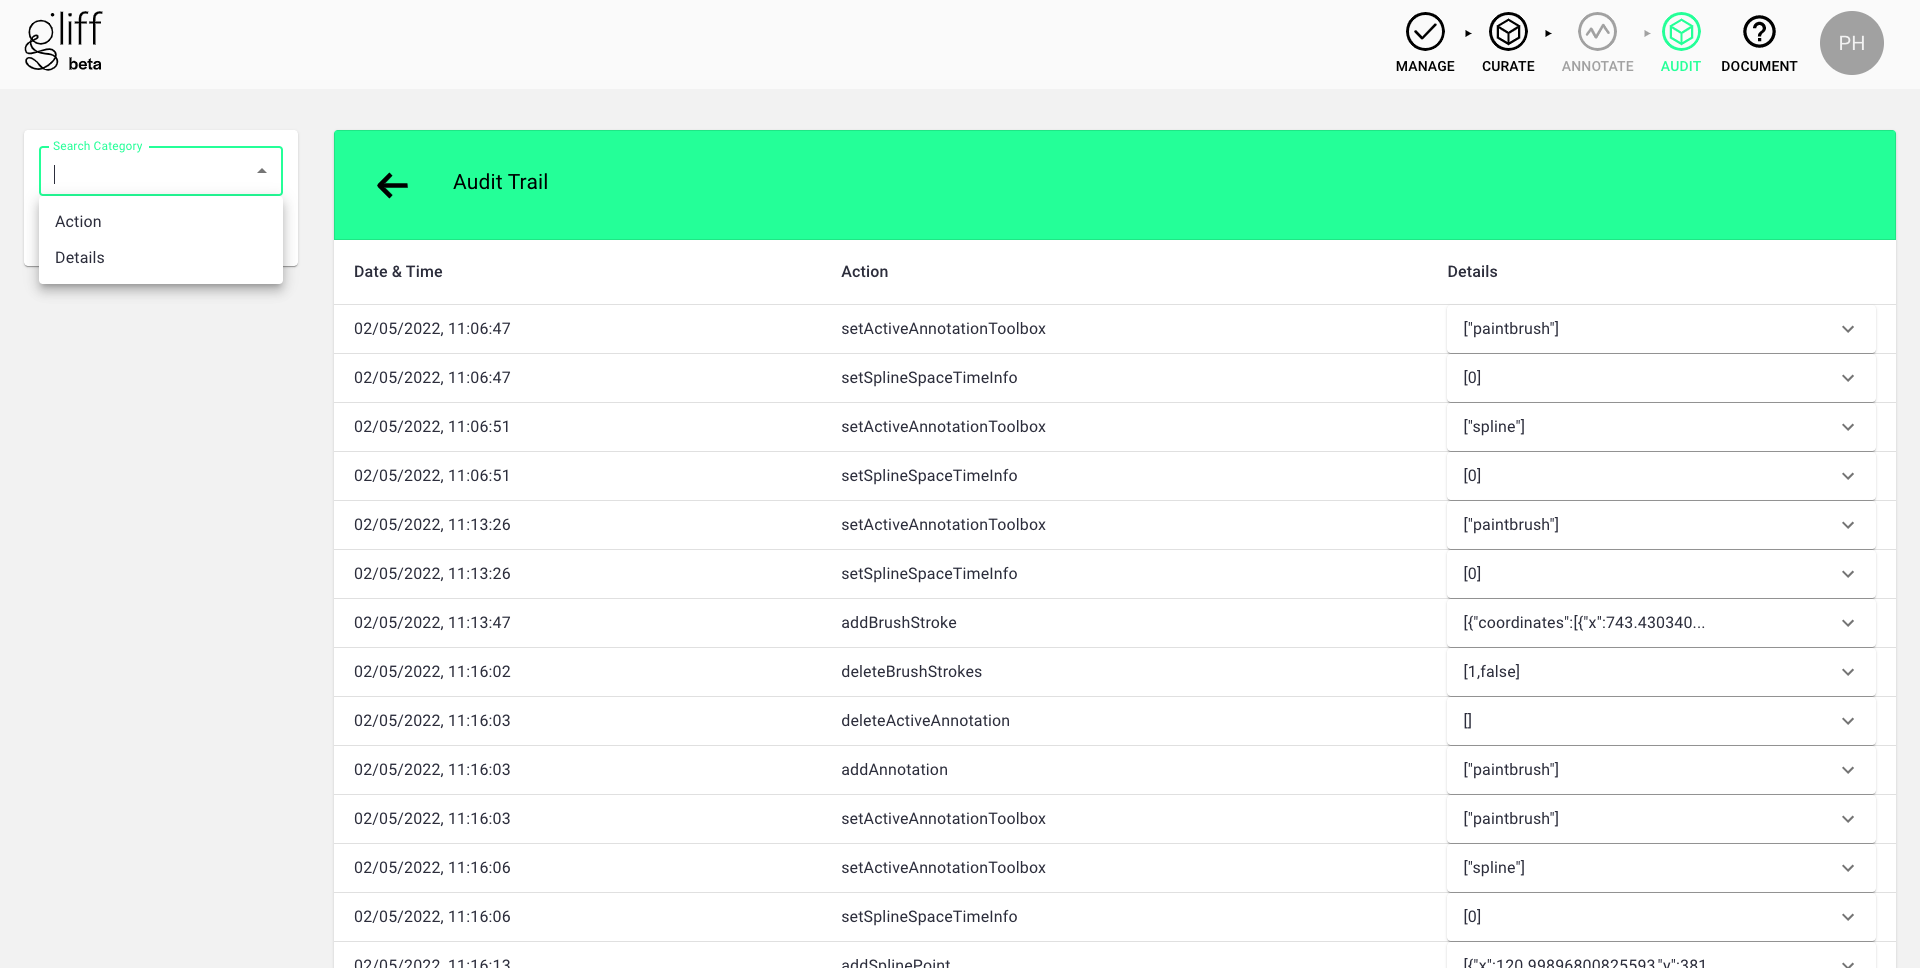 gliff
beta
MANAGE
CURATE
ANNOTATE
AUDIT
DOCUMENT
PH
Search Category
Action
Details
Audit Trail
Date & Time Action Details
02/05/2022, 11:06:47 setActiveAnnotationToolbox ["paintbrush"]
02/05/2022, 11:06:47 setSplineSpaceTimeInfo [0]
02/05/2022, 11:06:51 setActiveAnnotationToolbox ["spline"]
02/05/2022, 11:06:51 setSplineSpaceTimeInfo [0]
02/05/2022, 11:13:26 setActiveAnnotationToolbox ["paintbrush"]
02/05/2022, 11:13:26 setSplineSpaceTimeInfo [0]
02/05/2022, 11:13:47 addBrushStroke [{"coordinates":[{"x":743.430340...
02/05/2022, 11:16:02 deleteBrushStrokes [1,false]
02/05/2022, 11:16:03 deleteActiveAnnotation []
02/05/2022, 11:16:03 addAnnotation ["paintbrush"]
02/05/2022, 11:16:03 setActiveAnnotationToolbox ["paintbrush"]
02/05/2022, 11:16:06 setActiveAnnotationToolbox ["spline"]
02/05/2022, 11:16:06 setSplineSpaceTimeInfo [0]
02/05/2022, 11:16:13 addSplinePoint [{"x":120.99896800825593,"y":381